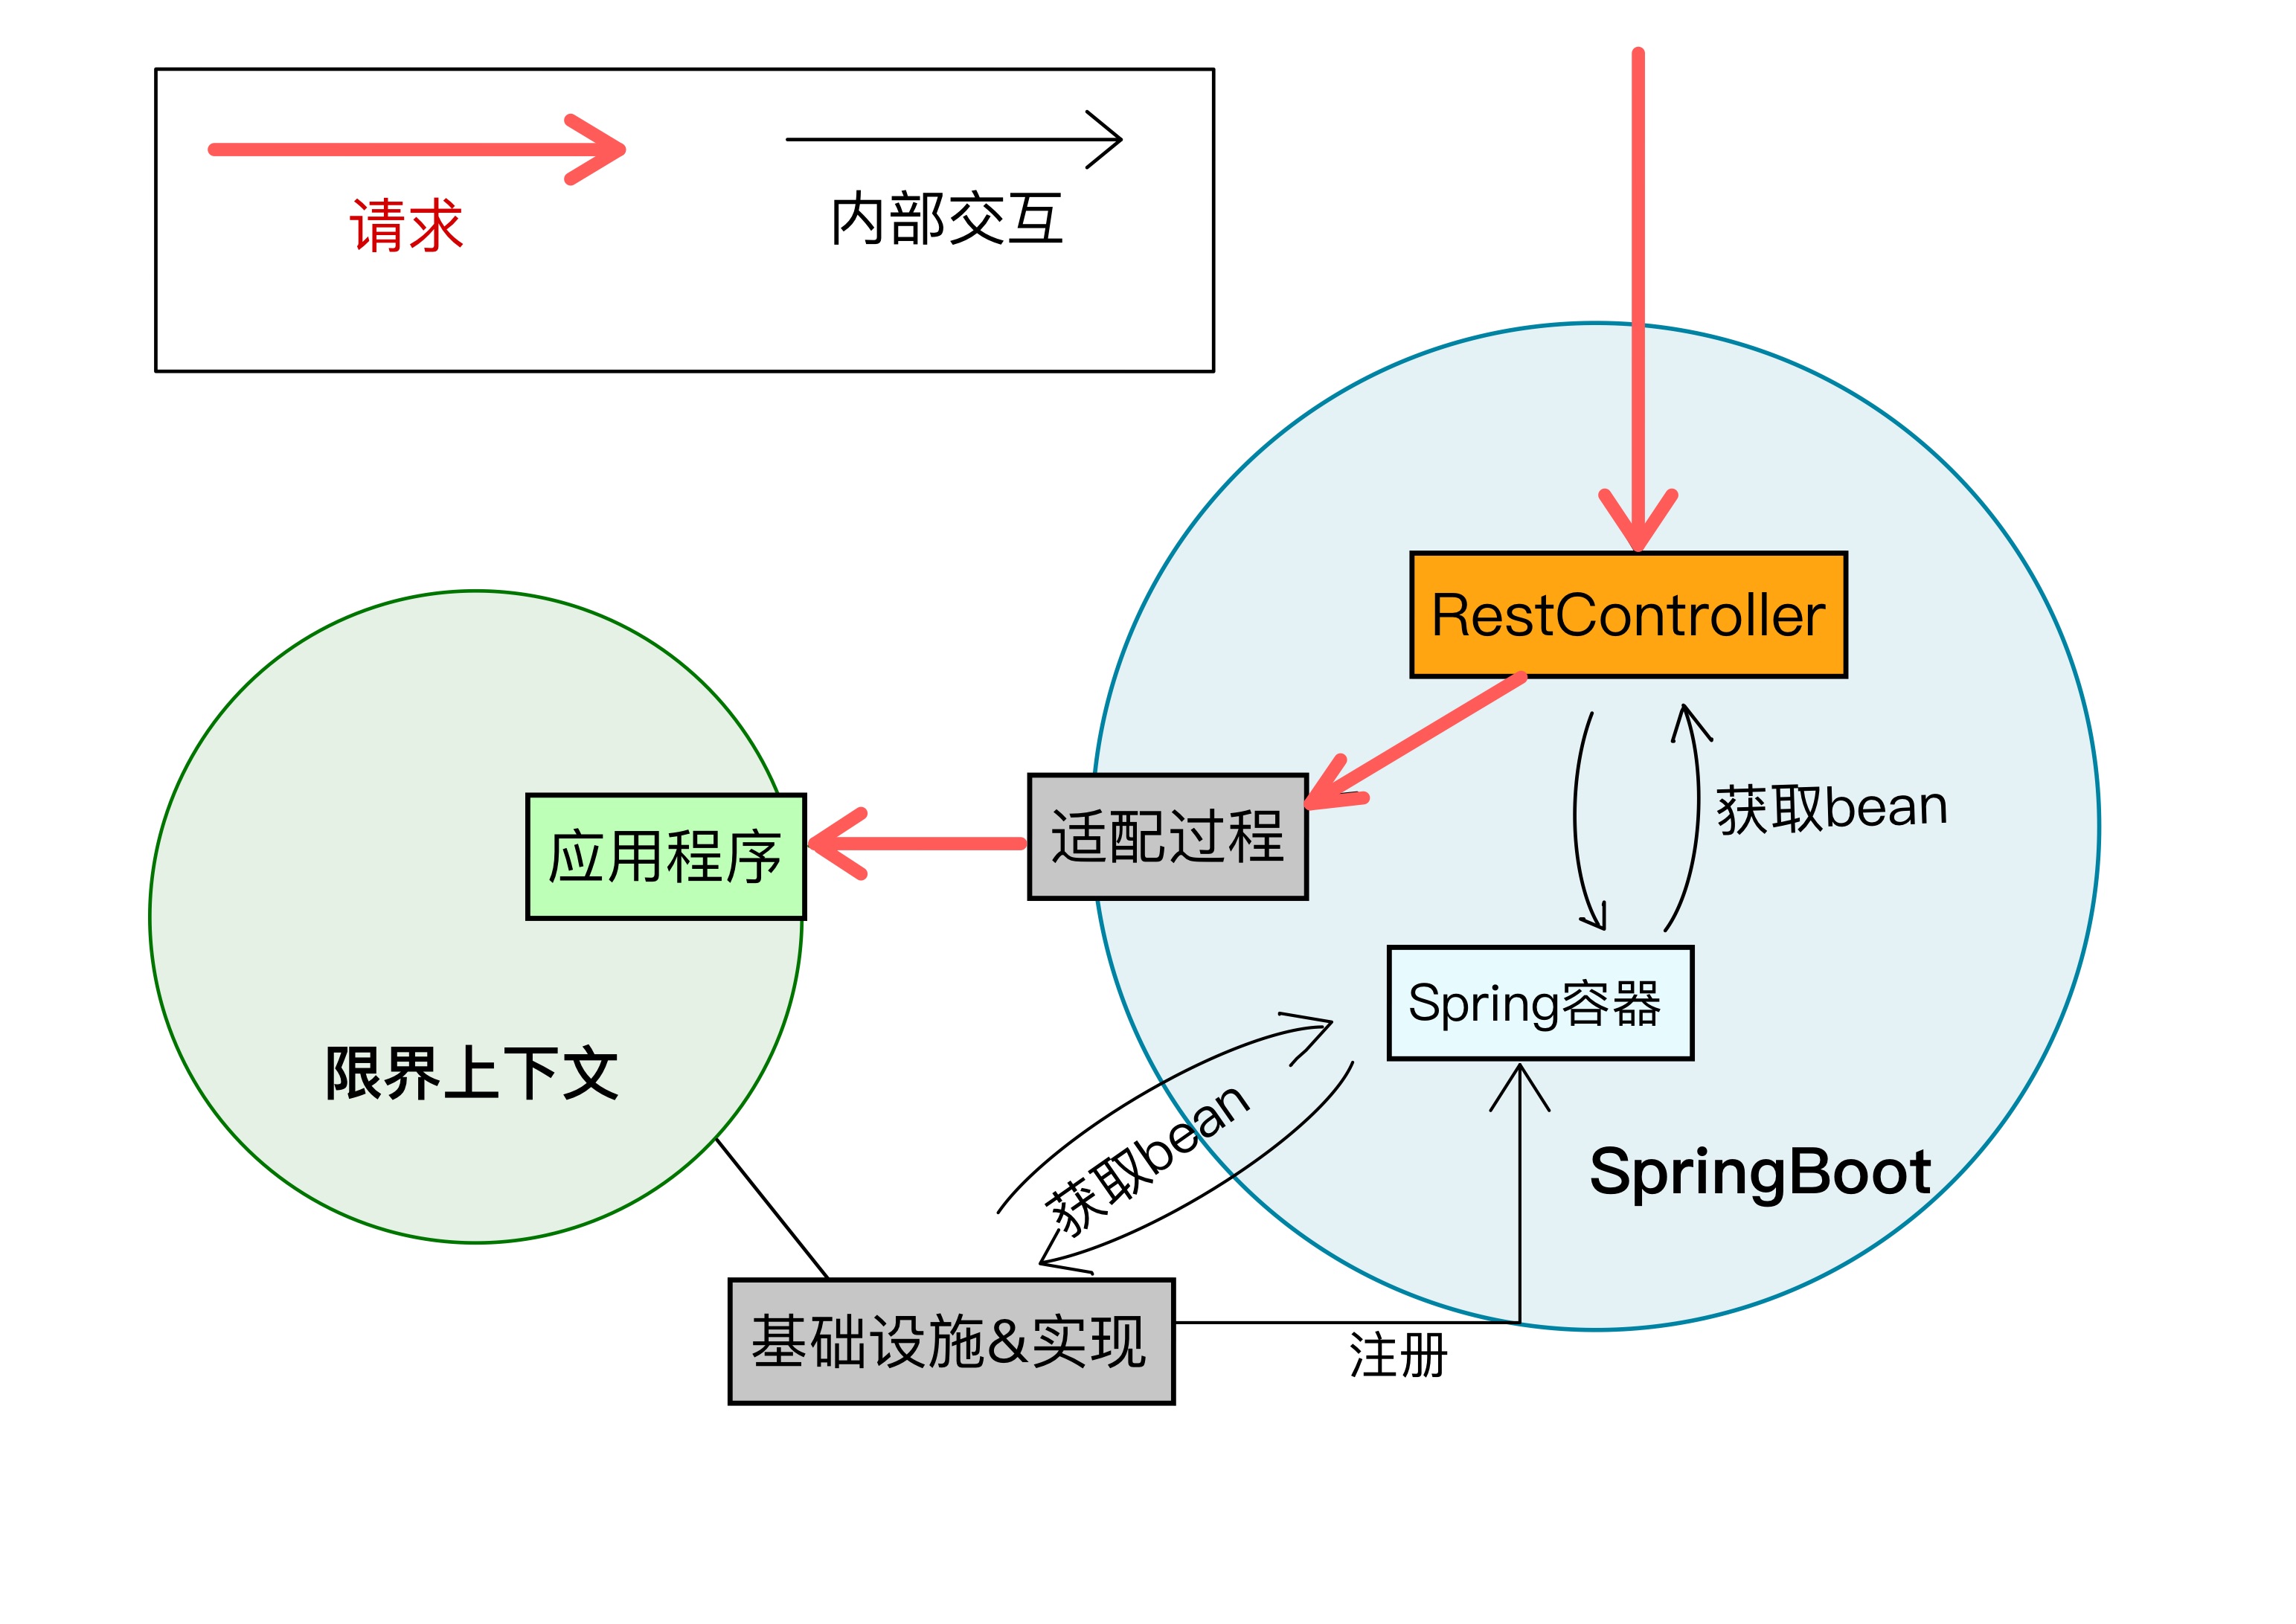 请求
内部交互
RestController
获取bean
适配过程
应用程序
Spring容器
限界上下文
获取bean
SpringBoot
基础设施&实现
注册